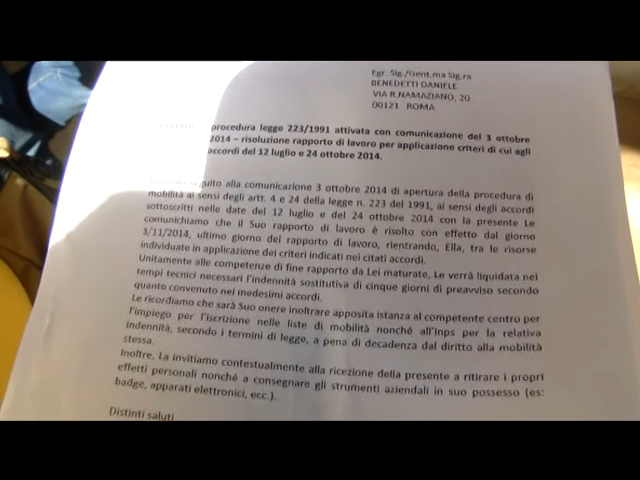 Egr. Sig./Gent.ma Sig.ra
BENEDETTI DANIELE
VIA R.NAMAZIANO, 20
00121 ROMA
procedura legge 223/1991 attivata con comunicazione del 3 ottobre
2014 – risoluzione rapporto di lavoro per applicazione criteri di cui agli
accordi del 12 luglio e 24 ottobre 2014.
seguito alla comunicazione 3 ottobre 2014 di apertura della procedura di
mobilità ai sensi degli artt. 4 e 24 della legge n. 223 del 1991, ai sensi degli accordi
sottoscritti nelle date del 12 luglio e del 24 ottobre 2014 con la presente Le
comunichiamo che il Suo rapporto di lavoro è risolto con effetto dal giorno
3/11/2014, ultimo giorno del rapporto di lavoro, rientrando, Ella, tra le risorse
individuate in applicazione dei criteri indicati nei citati accordi.
Unitamente alle competenze di fine rapporto da Lei maturate, Le verrà liquidata nei
tempi tecnici necessari l'indennità sostitutiva di cinque giorni di preavviso secondo
quanto convenuto nei medesimi accordi.
Le ricordiamo che sarà Suo onere inoltrare apposita istanza al competente centro per
l'impiego per l'iscrizione nelle liste di mobilità nonché all'Inps per la relativa
indennità, secondo i termini di legge, a pena di decadenza dal diritto alla mobilità
stessa.
Inoltre, La invitiamo contestualmente alla ricezione della presente a ritirare i propri
effetti personali nonché a consegnare gli strumenti aziendali in suo possesso (es:
badge, apparati elettronici, ecc.).
Distinti saluti